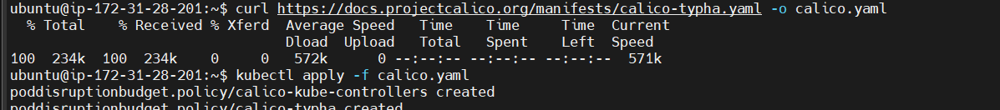 ubuntu@ip-172-31-28-201:~$ curl https://docs.projectcalico.org/manifests/calico-typha.yaml -o calico.yaml
  % Total    % Received % Xferd  Average Speed   Time    Time     Time  Current
                                 Dload  Upload   Total   Spent    Left  Speed
100  234k  100  234k    0     0   572k      0 --:--:-- --:--:-- --:--:--  571k
ubuntu@ip-172-31-28-201:~$ kubectl apply -f calico.yaml
poddisruptionbudget.policy/calico-kube-controllers created
poddisruptionbudget.policy/calico-typha created